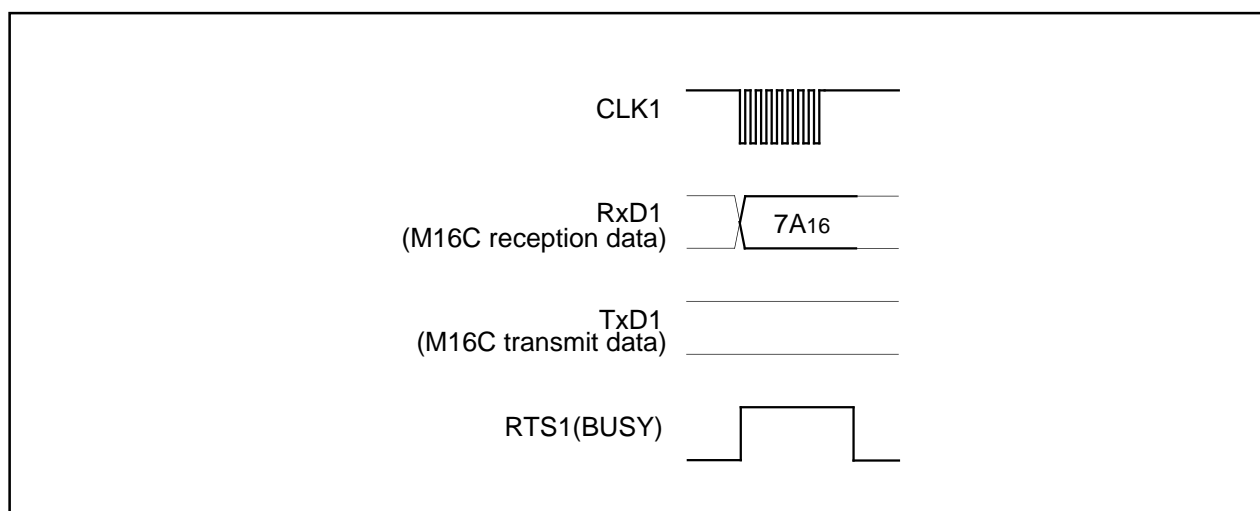 CLK1
RxD1
(M16C reception data)
7A16
TxD1
(M16C transmit data)
RTS1(BUSY)